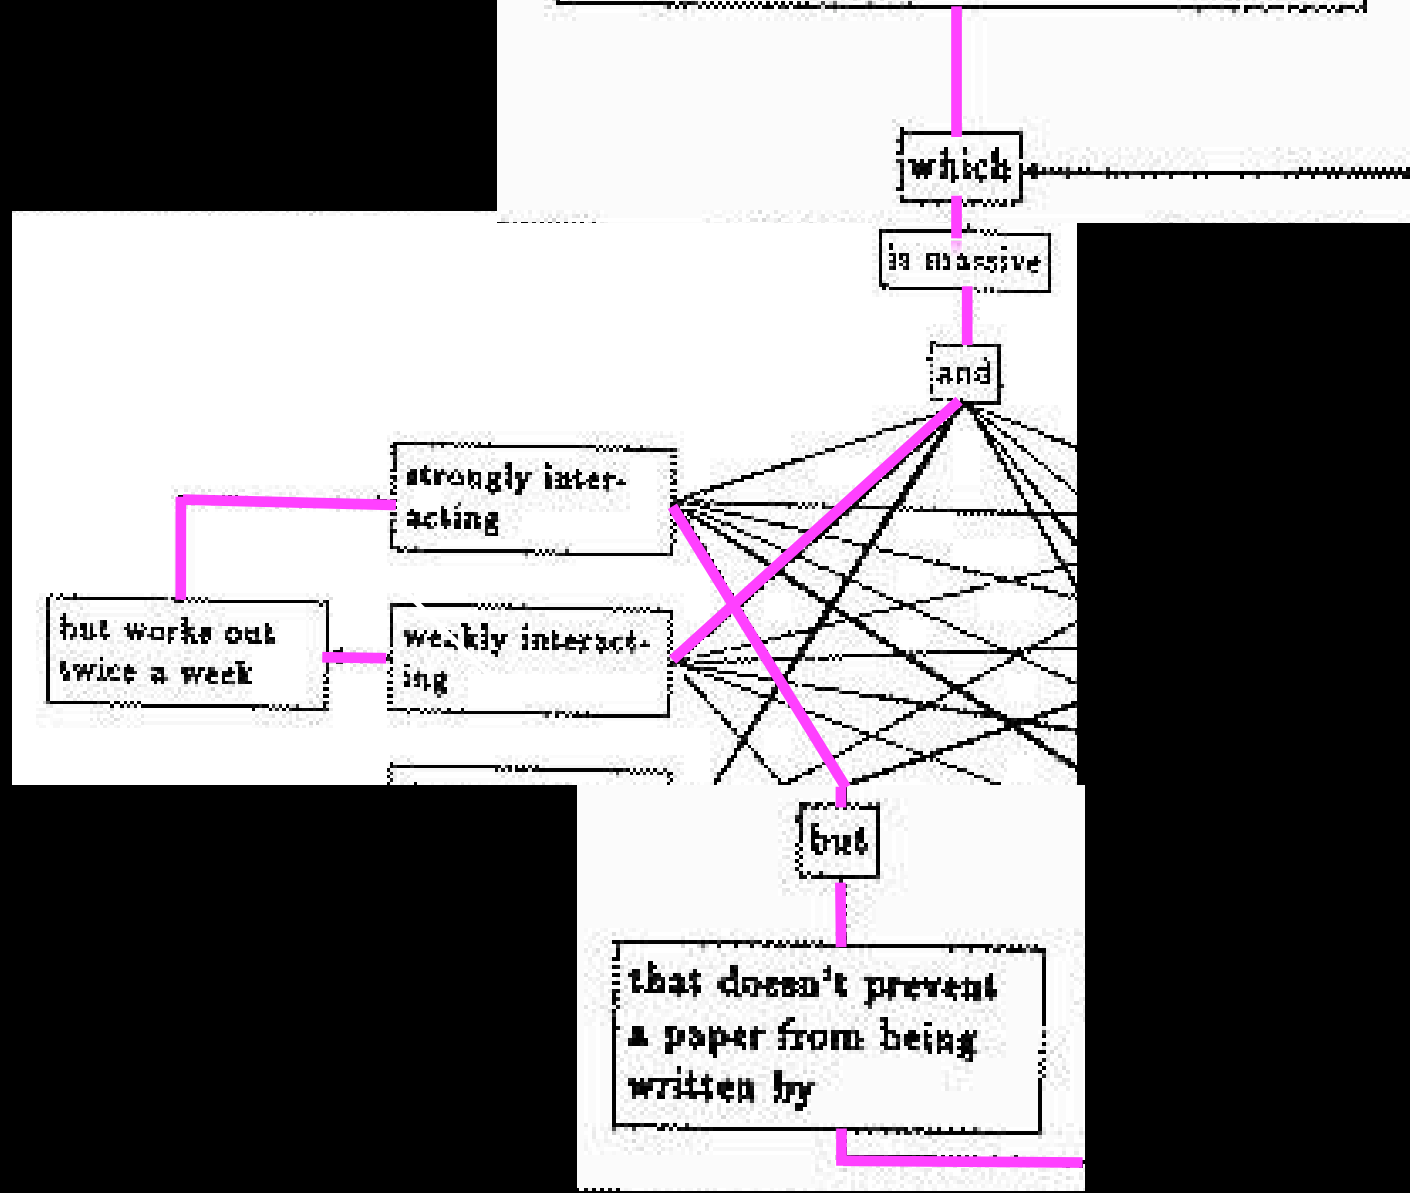 which
is massive
and
strongly inter-
acting
but works out
twice a week
weakly interact-
ing
but
that doesn't prevent
a paper from being
written by